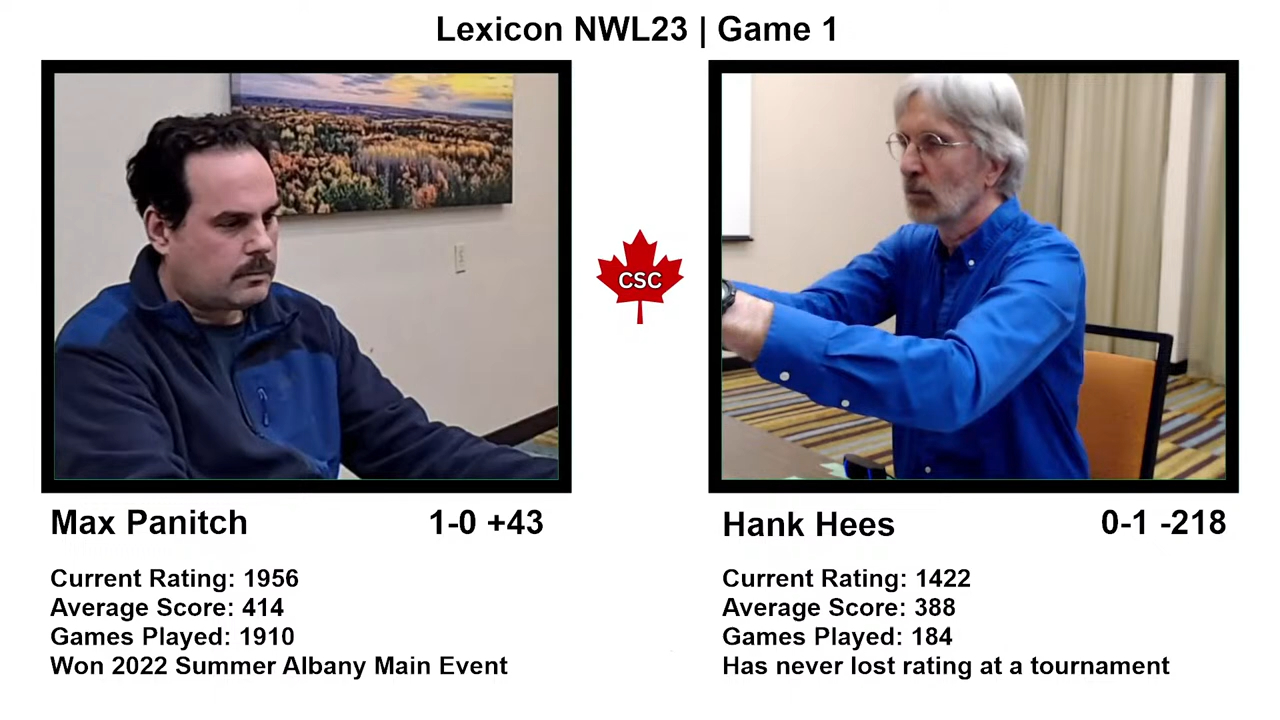 Lexicon NWL23 | Game 1
CSC
Max Panitch 1-0 +43
Current Rating: 1956
Average Score: 414
Games Played: 1910
Won 2022 Summer Albany Main Event
Hank Hees 0-1 -218
Current Rating: 1422
Average Score: 388
Games Played: 184
Has never lost rating at a tournament